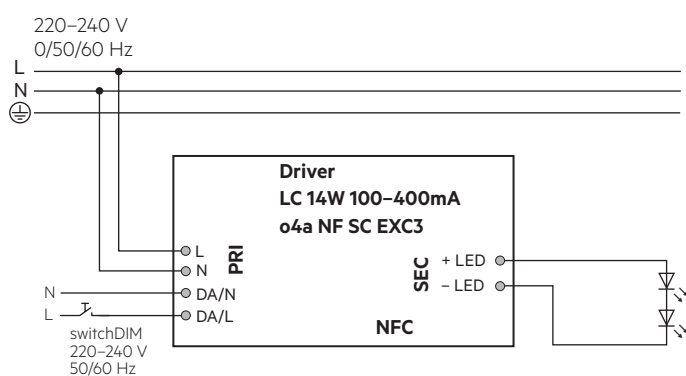 220–240 V
0/50/60 Hz
L
N
Driver
LC 14W 100–400mA
o4a NF SC EXC3
L
N
PRI
DA/N
DA/L
SEC
+ LED
– LED
NFC
N
L
switchDIM
220–240 V
50/60 Hz